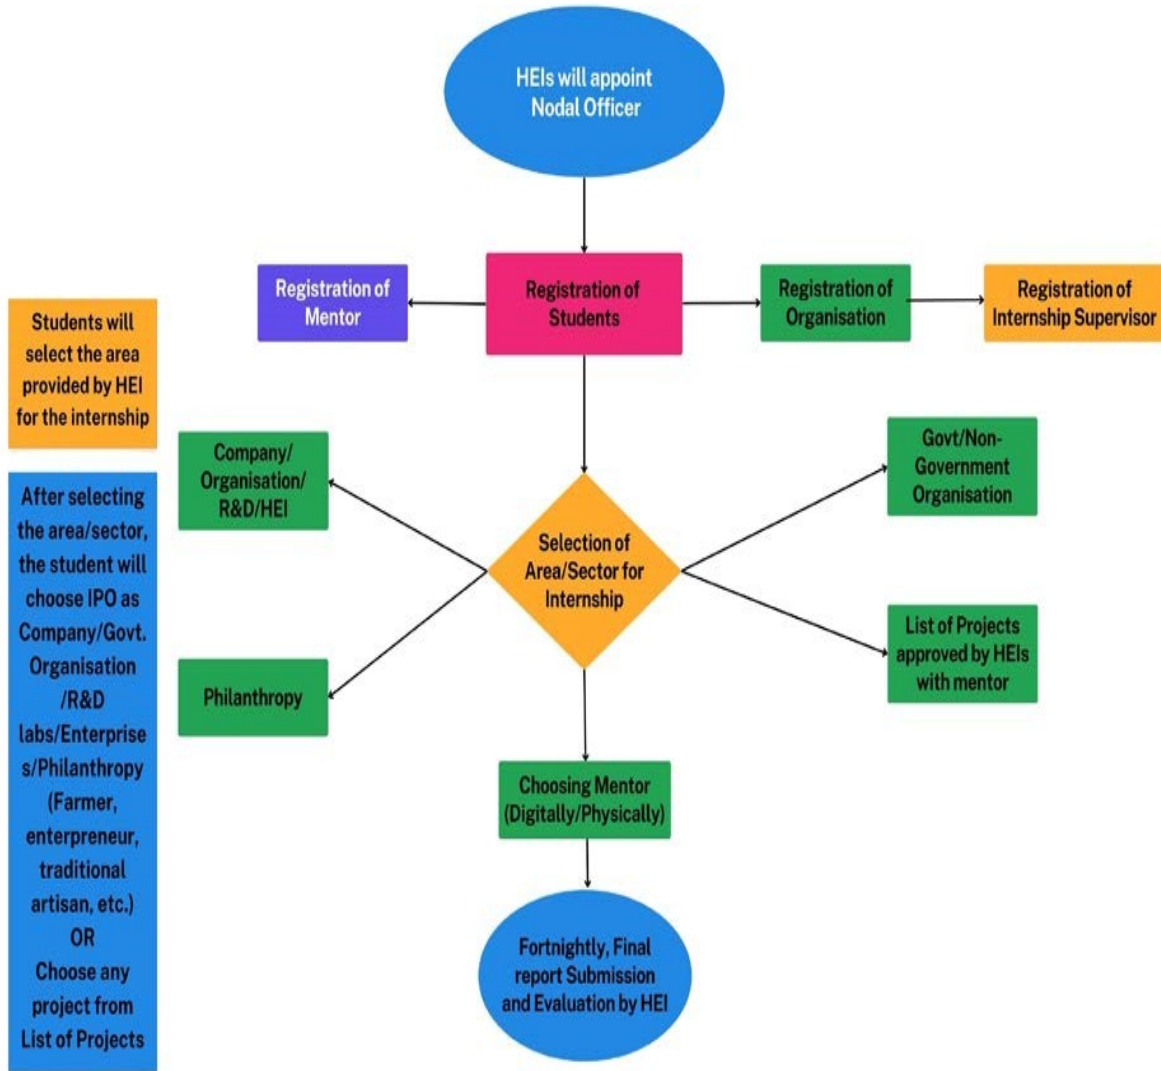 HEIs will appoint
Nodal Officer
Registration of
Mentor
Registration of
Students
Registration of
Organisation
Registration of
Internship Supervisor
Students will
select the area
provided by HEI
for the internship
Company/
Organisation/
R&D/HEI
Govt/Non-
Government
Organisation
After selecting
the area/sector,
the student will
choose IPO as
Company/Govt.
Organisation
/R&D
labs/Enterprise
s/Philanthropy
(Farmer,
enterpreneur,
traditional
artisan, etc.)
OR
Choose any
project from
List of Projects
Selection of
Area/Sector for
Internship
List of Projects
approved by HEIs
with mentor
Philanthropy
Choosing Mentor
(Digitally/Physically)
Fortnightly, Final
report Submission
and Evaluation by HEI